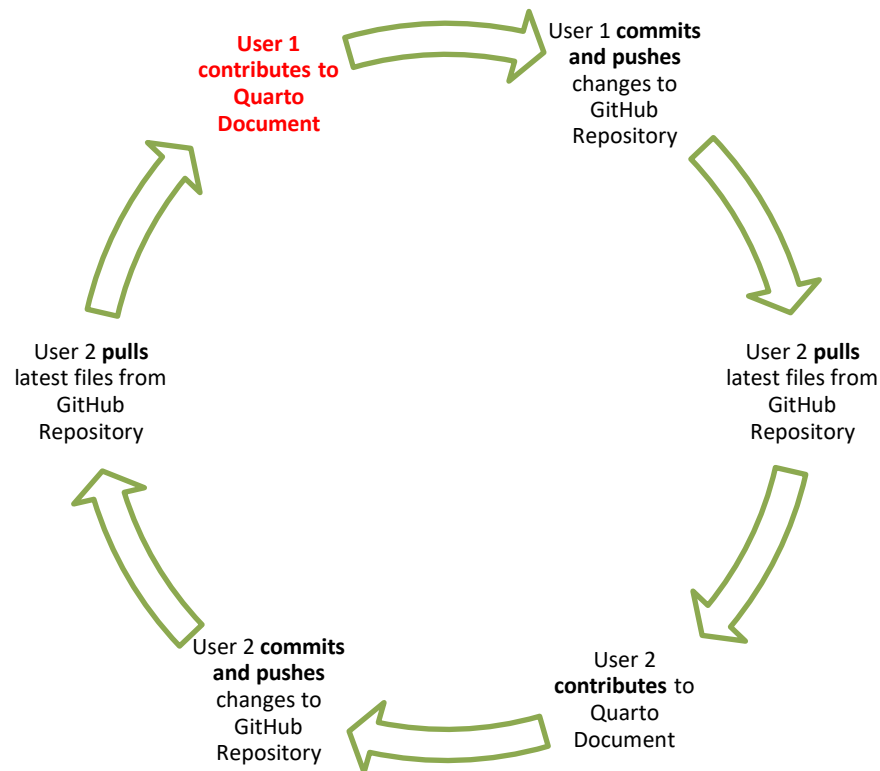 User 1
contributes to
Quarto
Document
User 1 commits
and pushes
changes to
GitHub
Repository
User 2 pulls
latest files from
GitHub
Repository
User 2
contributes to
Quarto
Document
User 2 commits
and pushes
changes to
GitHub
Repository
User 2 pulls
latest files from
GitHub
Repository